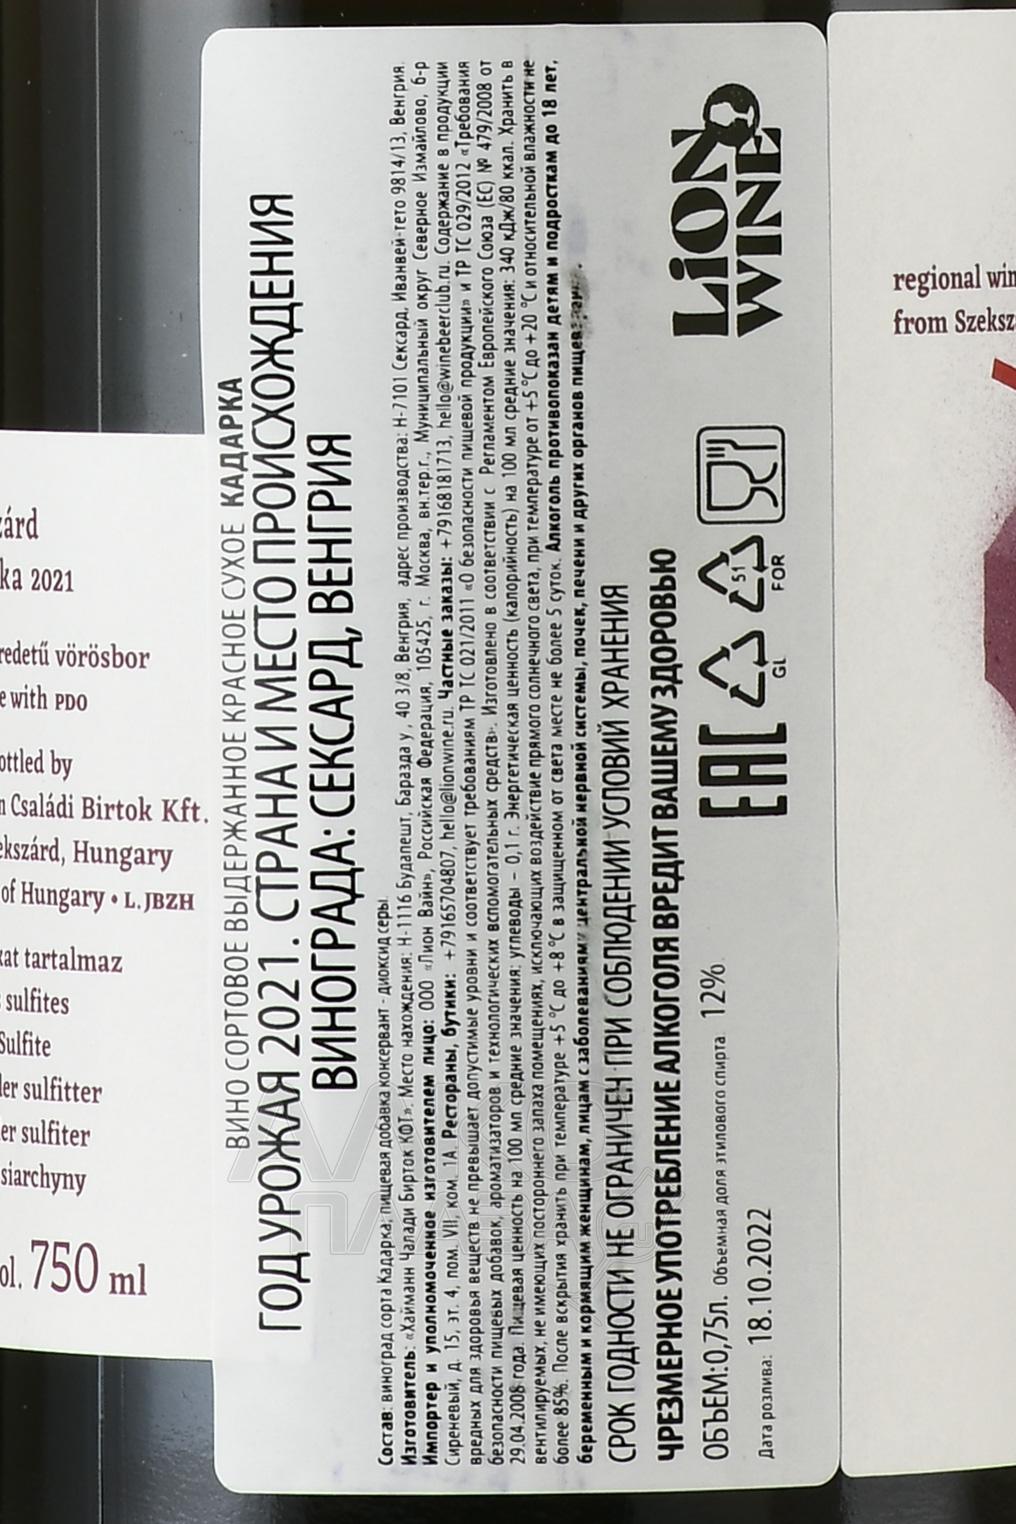 zárd
ka 2021
redetű vörösbor
e with PDO
ottled by
n Családi Birtok Kft.
ekszárd, Hungary
of Hungary • L.JBZH
kat tartalmaz
sulfites
Sulfite
ler sulfitter
er sulfiter
siarchyny
ol. 750 ml
ВИНО СОРТОВОЕ ВЫДЕРЖАННОЕ КРАСНОЕ СУХОЕ КАДАРКА
ГОД УРОЖАЯ 2021. СТРАНА И МЕСТО ПРОИСХОЖДЕНИЯ
ВИНОГРАДА: СЕКСАРД, ВЕНГРИЯ
Состав: виноград сорта Кадарка; пищевая добавка консервант - диоксид серы.
Изготовитель: «Хайманн Чалади Бирток КФТ». Место нахождения: H-1116 Будапешт, Баразда у , 40 3/8, Венгрия, адрес производства: H-7101 Сексард, Иванвей-тето 9814/13, Венгрия.
Импортер и уполномоченное изготовителем лицо: ООО «Лион Вайн», Российская Федерация, 105425, г. Москва, вн.тер.г., Муниципальный округ Северное Измайлово, б-р
Сиреневый, д. 15, эт. 4, пом. VII, ком. 1А. Рестораны, бутики: +79165704807, hello@lionwine.ru. Частные заказы: +79168181713, hello@winebeerclub.ru. Содержание в продукции
вредных для здоровья веществ не превышает допустимые уровни и соответствует требованиям ТР ТС 021/2011 «О безопасности пищевой продукции» и ТР ТС 029/2012 «Требования
безопасности пищевых добавок, ароматизаторов и технологических вспомогательных средств». Изготовлено в соответствии с Регламентом Европейского Союза (ЕС) № 479/2008 от
29.04.2008 года. Пищевая ценность на 100 мл средние значения: углеводы – 0,1 г. Энергетическая ценность (калорийность) на 100 мл средние значения: 340 кДж/80 ккал. Хранить в
вентилируемых, не имеющих постороннего запаха помещениях, исключающих воздействие прямого солнечного света, при температуре от +5 °C до +20 °C и относительной влажности не
более 85%. После вскрытия хранить при температуре +5 °C до +8 °C в защищенном от света месте не более 5 суток. Алкоголь противопоказан детям и подросткам до 18 лет,
беременным и кормящим женщинам, лицам с заболеваниями центральной нервной системы, почек, печени и других органов
СРОК ГОДНОСТИ НЕ ОГРАНИЧЕН ПРИ СОБЛЮДЕНИИ УСЛОВИЙ ХРАНЕНИЯ
ЧРЕЗМЕРНОЕ УПОТРЕБЛЕНИЕ АЛКОГОЛЯ ВРЕДИТ ВАШЕМУ ЗДОРОВЬЮ
ОБЪЕМ: 0,75л. Объемная доля этилового спирта 12%
Дата розлива: 18.10.2022
EAC
GL
51
FOR
LION
WINE
regional win
from Szeksz